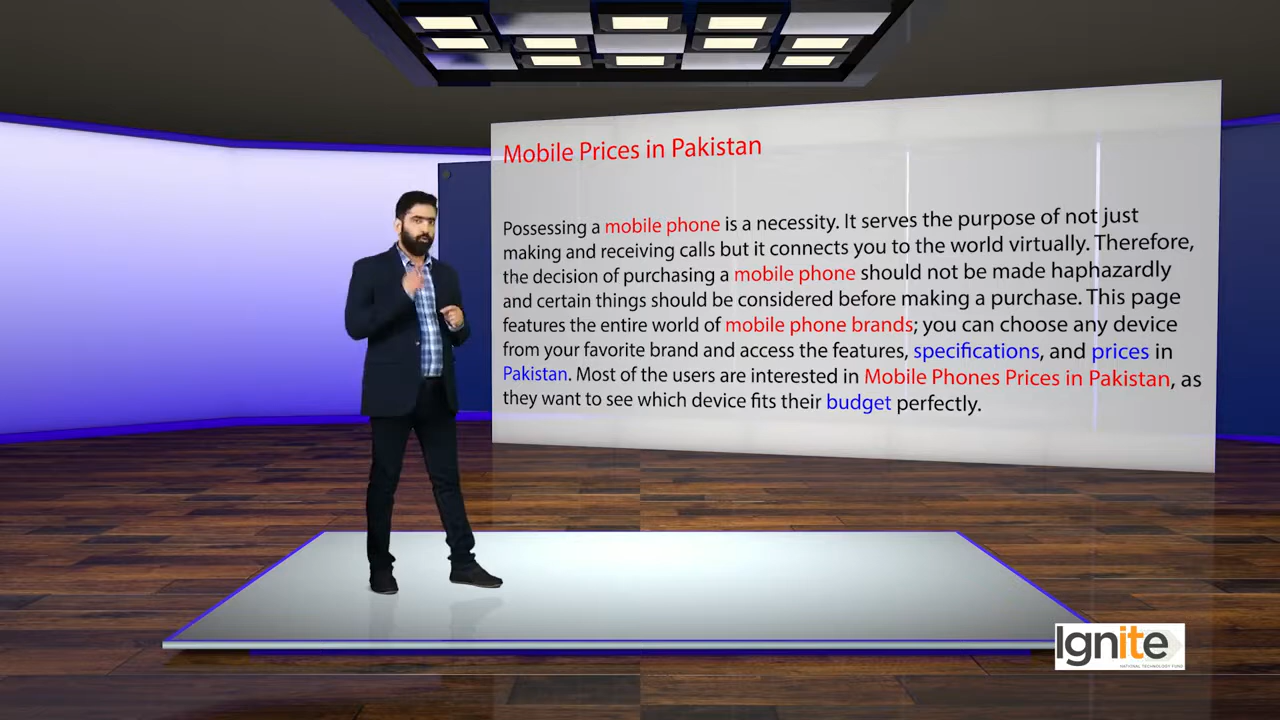 Mobile Prices in Pakistan
Possessing a mobile phone is a necessity. It serves the purpose of not just
making and receiving calls but it connects you to the world virtually. Therefore,
the decision of purchasing a mobile phone should not be made haphazardly
and certain things should be considered before making a purchase. This page
features the entire world of mobile phone brands; you can choose any device
from your favorite brand and access the features, specifications, and prices in
Pakistan. Most of the users are interested in Mobile Phones Prices in Pakistan, as
they want to see which device fits their budget perfectly.
Ignite
NATIONAL TECHNOLOGY FUND